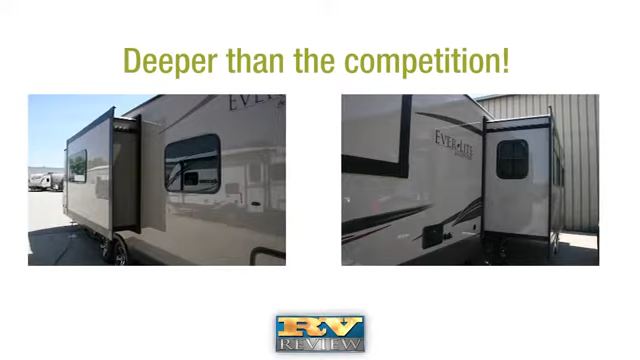 Deeper than the competition!
EVER
EVER-LITE
RV
REVIEW